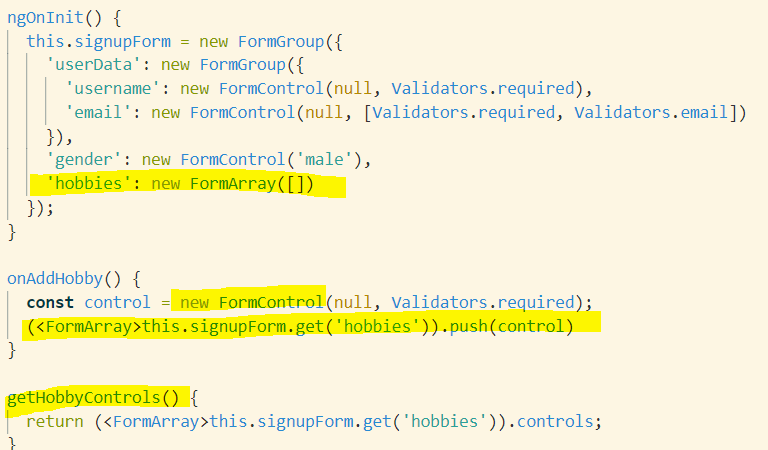 ngOnInit() {
this.signupForm = new FormGroup({
'userData': new FormGroup({
'username': new FormControl(null, Validators.required),
'email': new FormControl(null, [Validators.required, Validators.email])
}),
'gender': new FormControl('male'),
'hobbies': new FormArray([])
});
}
onAddHobby() {
const control = new FormControl(null, Validators.required);
(<FormArray>this.signupForm.get('hobbies')).push(control)
}
getHobbyControls() {
return (<FormArray>this.signupForm.get('hobbies')).controls;
}